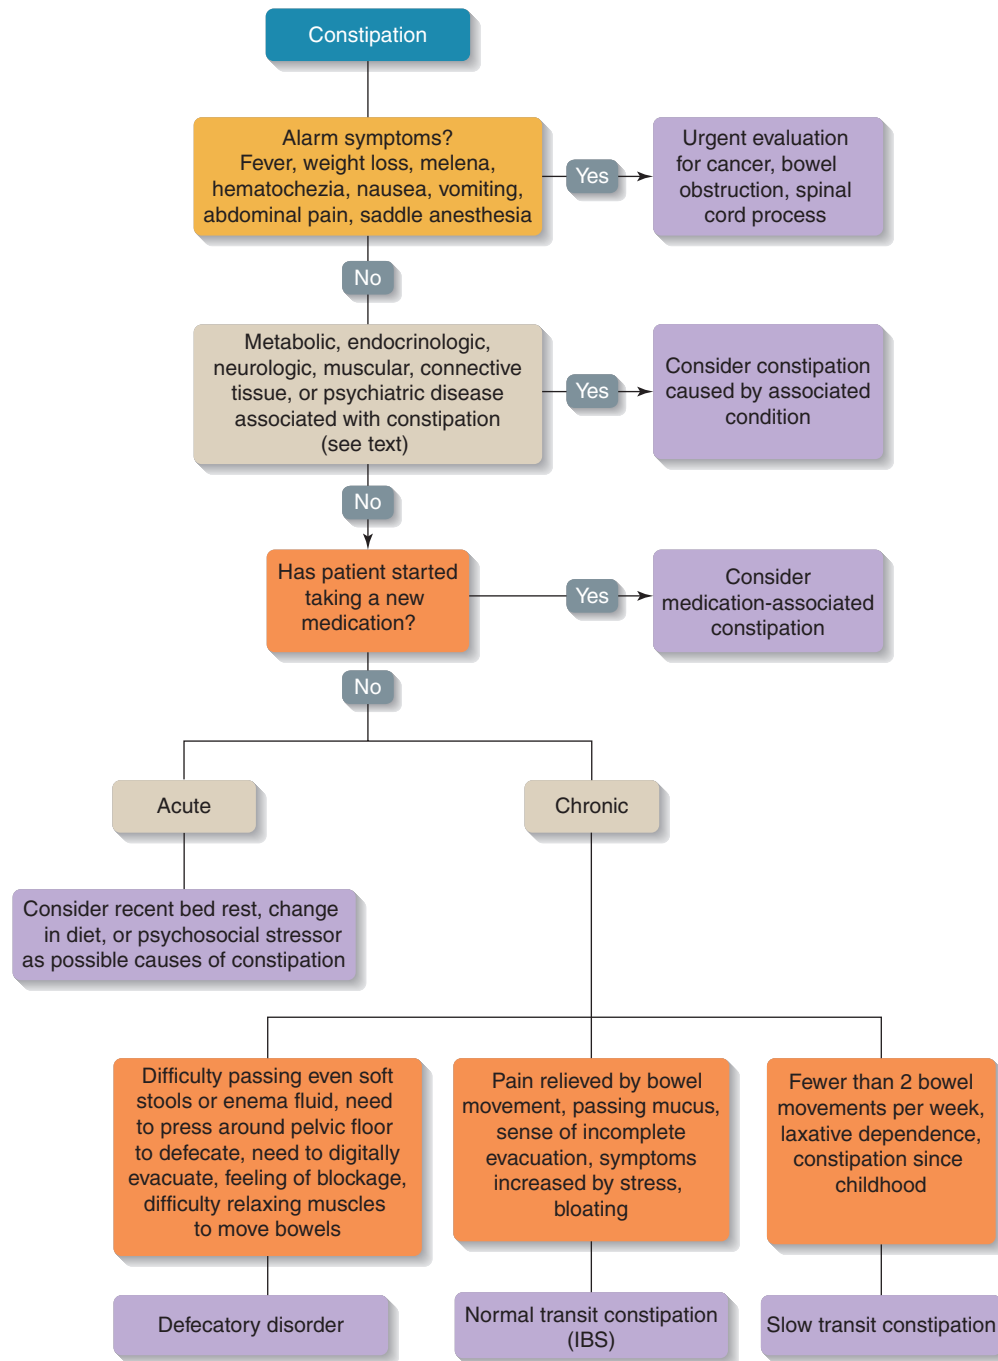 Constipation
Alarm symptoms?
Fever, weight loss, melena,
hematochezia, nausea, vomiting,
abdominal pain, saddle anesthesia
Yes
Urgent evaluation
for cancer, bowel
obstruction, spinal
cord process
No
Metabolic, endocrinologic,
neurologic, muscular, connective
tissue, or psychiatric disease
associated with constipation
(see text)
Yes
Consider constipation
caused by associated
condition
No
Has patient started
taking a new
medication?
Yes
Consider
medication-associated
constipation
No
Acute
Chronic
Consider recent bed rest, change
in diet, or psychosocial stressor
as possible causes of constipation
Difficulty passing even soft
stools or enema fluid, need
to press around pelvic floor
to defecate, need to digitally
evacuate, feeling of blockage,
difficulty relaxing muscles
to move bowels
Pain relieved by bowel
movement, passing mucus,
sense of incomplete
evacuation, symptoms
increased by stress,
bloating
Fewer than 2 bowel
movements per week,
laxative dependence,
constipation since
childhood
Defecatory disorder
Normal transit constipation
(IBS)
Slow transit constipation